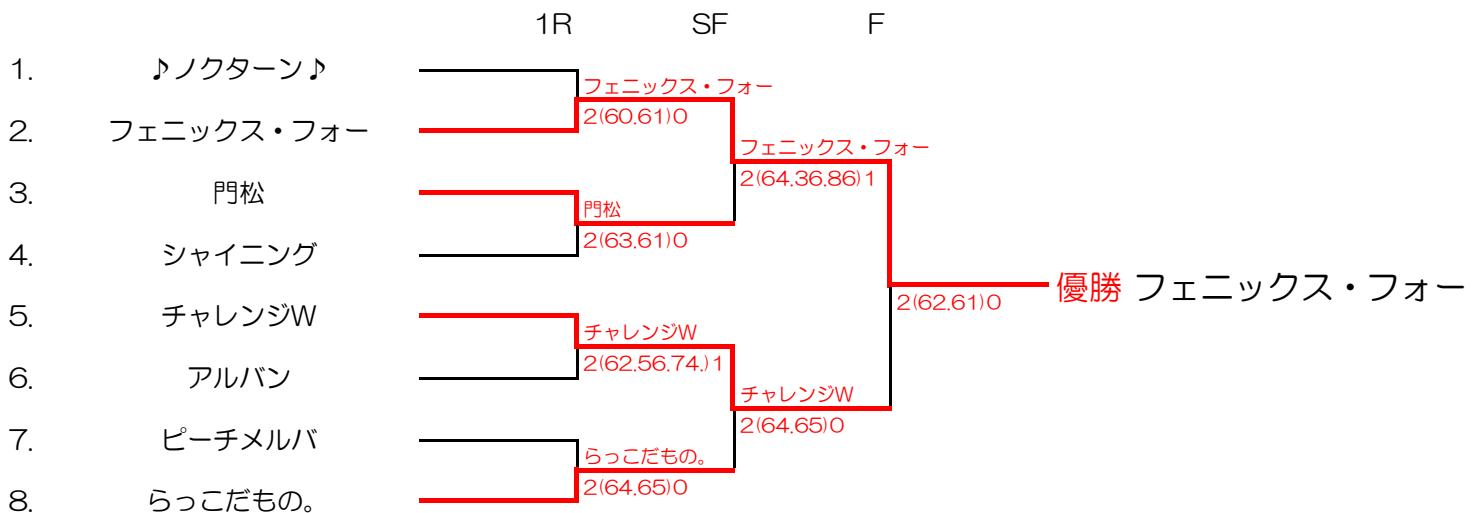 1R SF F
1. ♪ノクターン♪
フェニックス・フォー
2(60.61)0
2. フェニックス・フォー
フェニックス・フォー
2(64.36.86)1
3. 門松
門松
2(63.61)0
4. シャイニング
優勝 フェニックス・フォー
2(62.61)0
5. チャレンジW
チャレンジW
2(62.56.74.)1
6. アルバン
チャレンジW
2(64.65)0
7. ピーチメルバ
らっこだもの。
2(64.65)0
8. らっこだもの。